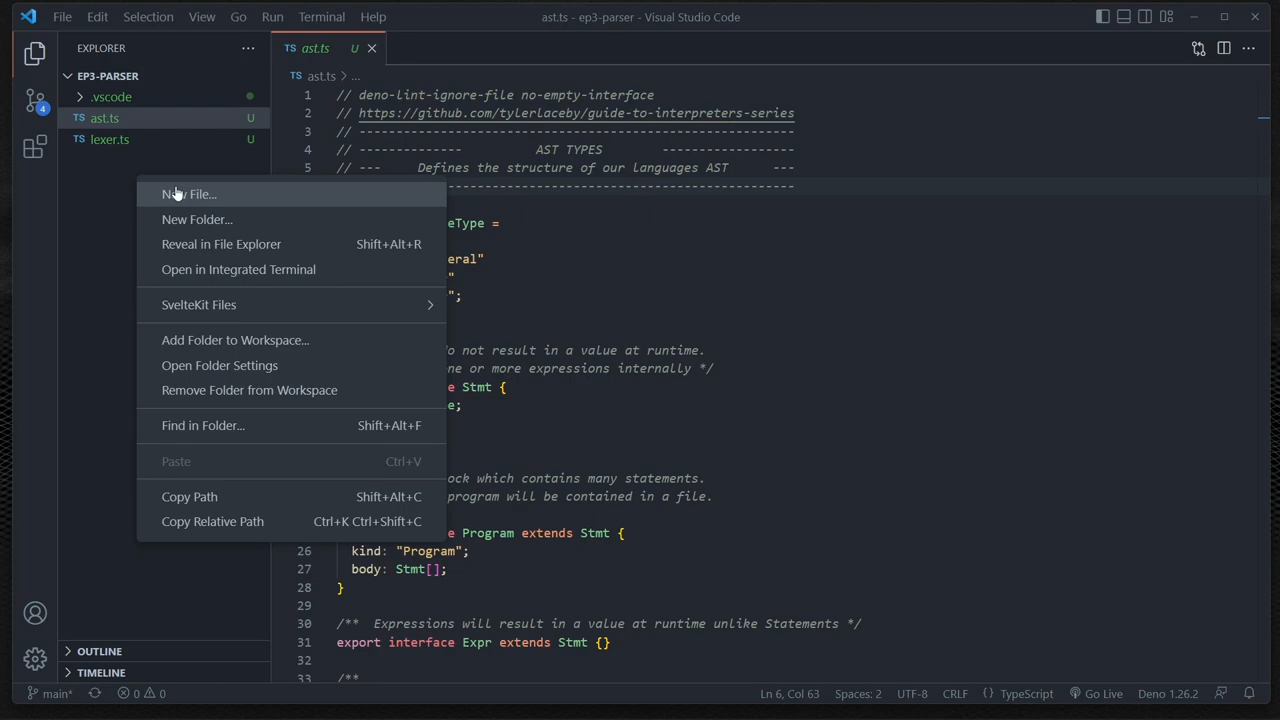 File Edit Selection View Go Run Terminal Help
ast.ts - ep3-parser - Visual Studio Code
EXPLORER
TS ast.ts U
EP3-PARSER
.vscode
TS ast.ts U
TS lexer.ts U
4
TS ast.ts > ...
1 // deno-lint-ignore-file no-empty-interface
2 // https://github.com/tylerlaceby/guide-to-interpreters-series
3 // -----------------------------------------------------------
4 // -------------- AST TYPES ------------------
5 // --- Defines the structure of our languages AST ---
-----------------------------------------------
eType =
eral"
"
";
o not result in a value at runtime.
ne or more expressions internally */
e Stmt {
e;
ock which contains many statements.
program will be contained in a file.
e Program extends Stmt {
26 kind: "Program";
27 body: Stmt[];
28 }
29
30 /** Expressions will result in a value at runtime unlike Statements */
31 export interface Expr extends Stmt {}
32
33 /**
New File...
New Folder...
Reveal in File Explorer Shift+Alt+R
Open in Integrated Terminal
SvelteKit Files
Add Folder to Workspace...
Open Folder Settings
Remove Folder from Workspace
Find in Folder... Shift+Alt+F
Paste Ctrl+V
Copy Path Shift+Alt+C
Copy Relative Path Ctrl+K Ctrl+Shift+C
OUTLINE
TIMELINE
main* 0 0 Ln 6, Col 63 Spaces: 2 UTF-8 CRLF {} TypeScript Go Live Deno 1.26.2